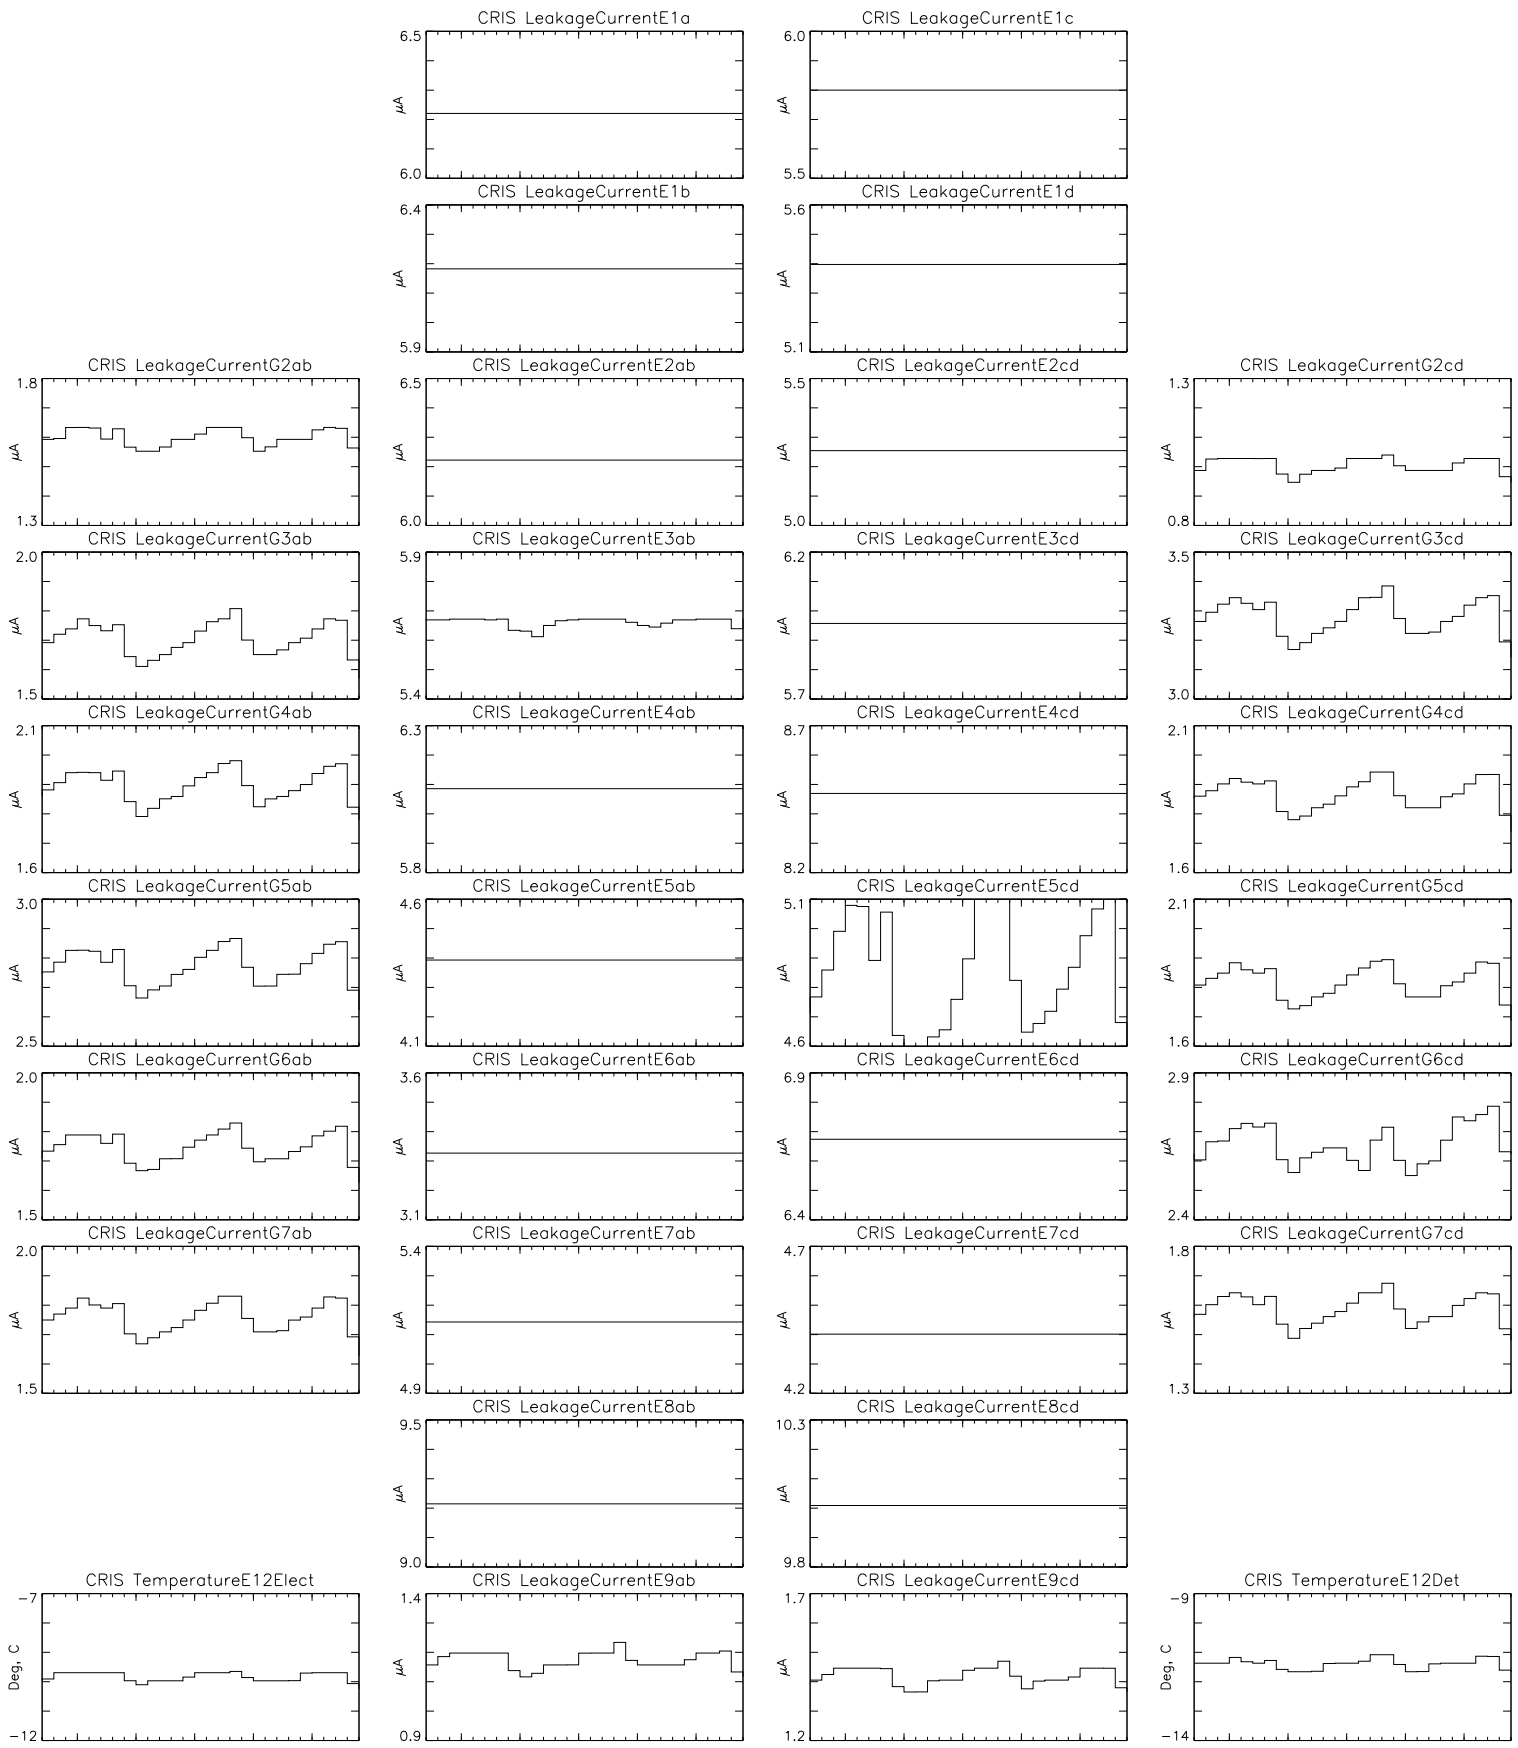 CRIS LeakageCurrentE1a
6.5
μA
6.0
CRIS LeakageCurrentE1c
6.0
μA
5.5
CRIS LeakageCurrentE1b
6.4
μA
5.9
CRIS LeakageCurrentE1d
5.6
μA
5.1
CRIS LeakageCurrentG2ab
1.8
μA
1.3
CRIS LeakageCurrentE2ab
6.5
μA
6.0
CRIS LeakageCurrentE2cd
5.5
μA
5.0
CRIS LeakageCurrentG2cd
1.3
μA
0.8
CRIS LeakageCurrentG3ab
2.0
μA
1.5
CRIS LeakageCurrentE3ab
5.9
μA
5.4
CRIS LeakageCurrentE3cd
6.2
μA
5.7
CRIS LeakageCurrentG3cd
3.5
μA
3.0
CRIS LeakageCurrentG4ab
2.1
μA
1.6
CRIS LeakageCurrentE4ab
6.3
μA
5.8
CRIS LeakageCurrentE4cd
8.7
μA
8.2
CRIS LeakageCurrentG4cd
2.1
μA
1.6
CRIS LeakageCurrentG5ab
3.0
μA
2.5
CRIS LeakageCurrentE5ab
4.6
μA
4.1
CRIS LeakageCurrentE5cd
5.1
μA
4.6
CRIS LeakageCurrentG5cd
2.1
μA
1.6
CRIS LeakageCurrentG6ab
2.0
μA
1.5
CRIS LeakageCurrentE6ab
3.6
μA
3.1
CRIS LeakageCurrentE6cd
6.9
μA
6.4
CRIS LeakageCurrentG6cd
2.9
μA
2.4
CRIS LeakageCurrentG7ab
2.0
μA
1.5
CRIS LeakageCurrentE7ab
5.4
μA
4.9
CRIS LeakageCurrentE7cd
4.7
μA
4.2
CRIS LeakageCurrentG7cd
1.8
μA
1.3
CRIS LeakageCurrentE8ab
9.5
μA
9.0
CRIS LeakageCurrentE8cd
10.3
μA
9.8
CRIS TemperatureE12Elect
-7
Deg, C
-12
CRIS LeakageCurrentE9ab
1.4
μA
0.9
CRIS LeakageCurrentE9cd
1.7
μA
1.2
CRIS TemperatureE12Det
-9
Deg, C
-14